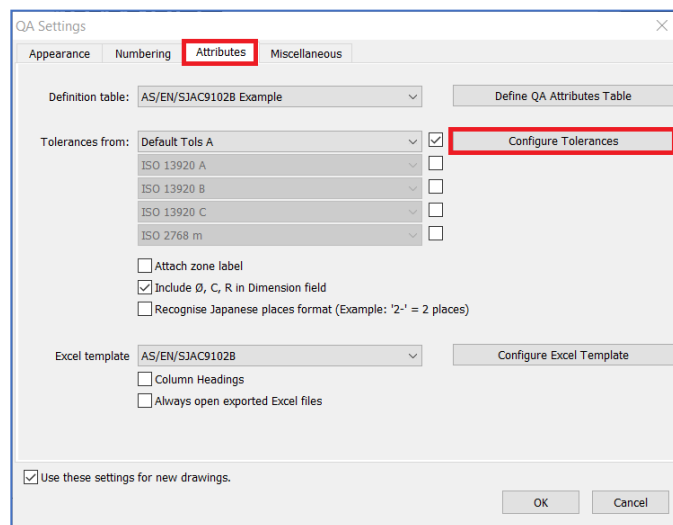 QA Settings
Appearance Numbering Attributes Miscellaneous
Definition table: AS/EN/SJAC9102B Example Define QA Attributes Table
Tolerances from: Default Tols A Configure Tolerances
ISO 13920 A
ISO 13920 B
ISO 13920 C
ISO 2768 m
Attach zone label
Include Ø, C, R in Dimension field
Recognise Japanese places format (Example: '2-' = 2 places)
Excel template AS/EN/SJAC9102B Configure Excel Template
Column Headings
Always open exported Excel files
Use these settings for new drawings.
OK Cancel